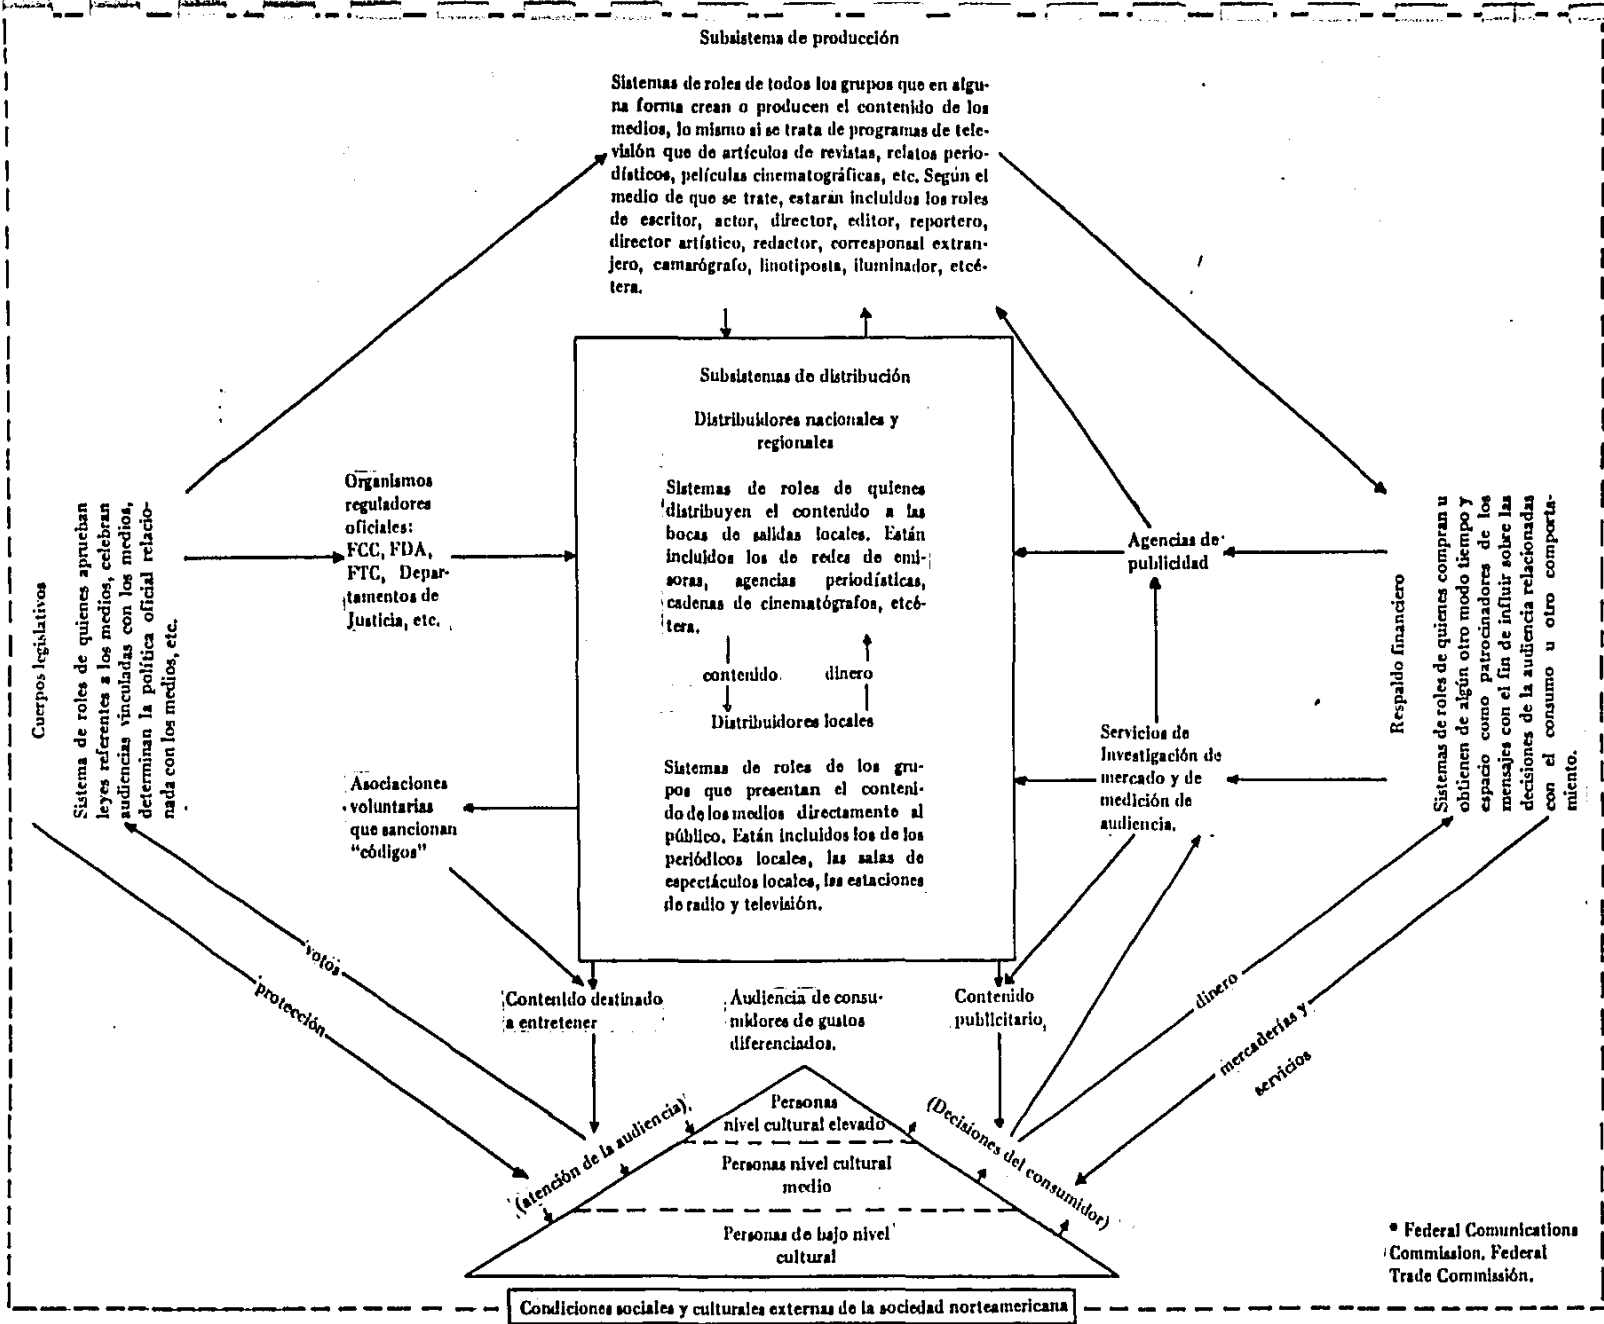 Subsistema de producción
Sistemas de roles de todos los grupos que en algu-
na forma crean o producen el contenido de los
medios, lo mismo si se trata de programas de tele-
visión que de artículos de revistas, relatos perio-
dísticos, películas cinematográficas, etc. Según el
medio de que se trate, estarán incluidos los roles
de escritor, actor, director, editor, reportero,
director artístico, redactor, corresponsal extran-
jero, camarógrafo, linotiposta, iluminador, etcé-
tera.
Subsistemas de distribución
Distribuidores nacionales y
regionales
Sistemas de roles de quienes
distribuyen el contenido a las
bocas de salidas locales. Están
incluidos los de redes de emi-
soras, agencias periodísticas,
cadenas de cinematógrafos, etcé-
tera.
contenido dinero
Distribuidores locales
Sistemas de roles de los gru-
pos que presentan el conteni-
do de los medios directamente al
público. Están incluidos los de los
periódicos locales, las salas de
espectáculos locales, las estaciones
de radio y televisión.
Cuerpos legislativos
Sistema de roles de quienes aprueban
leyes referentes a los medios, celebran
audiencias vinculadas con los medios,
determinan la política oficial relacio-
nada con los medios, etc.
Organismos
reguladores
oficiales:
FCC, FDA,
FTC, Depar-
tamentos de
Justicia, etc.
Asociaciones
voluntarias
que sancionan
"códigos"
Agencias de
publicidad
Servicios de
Investigación de
mercado y de
medición de
audiencia.
Respaldo financiero
Sistemas de roles de quienes compran u
obtienen de algún otro modo tiempo y
espacio como patrocinadores de los
mensajes con el fin de influir sobre las
decisiones de la audiencia relacionadas
con el consumo u otro comporta-
miento.
votos
protección
dinero
mercaderías y
servicios
Contenido destinado
a entretener
Audiencia de consu-
midores de gustos
diferenciados.
Contenido
publicitario,
(atención de la audiencia)
(Decisiones del consumidor)
Personas
nivel cultural elevado
Personas nivel cultural
medio
Personas de bajo nivel
cultural
* Federal Comunications
Commission, Federal
Trade Commissión.
Condiciones sociales y culturales externas de la sociedad norteamericana